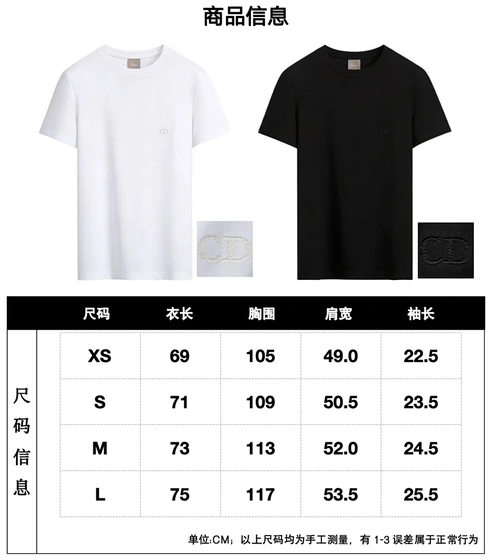 商品信息
CD
CD
尺码 衣长 胸围 肩宽 袖长
尺码信息
XS 69 105 49.0 22.5
S 71 109 50.5 23.5
M 73 113 52.0 24.5
L 75 117 53.5 25.5
单位:CM；以上尺码均为手工测量，有 1-3 误差属于正常行为